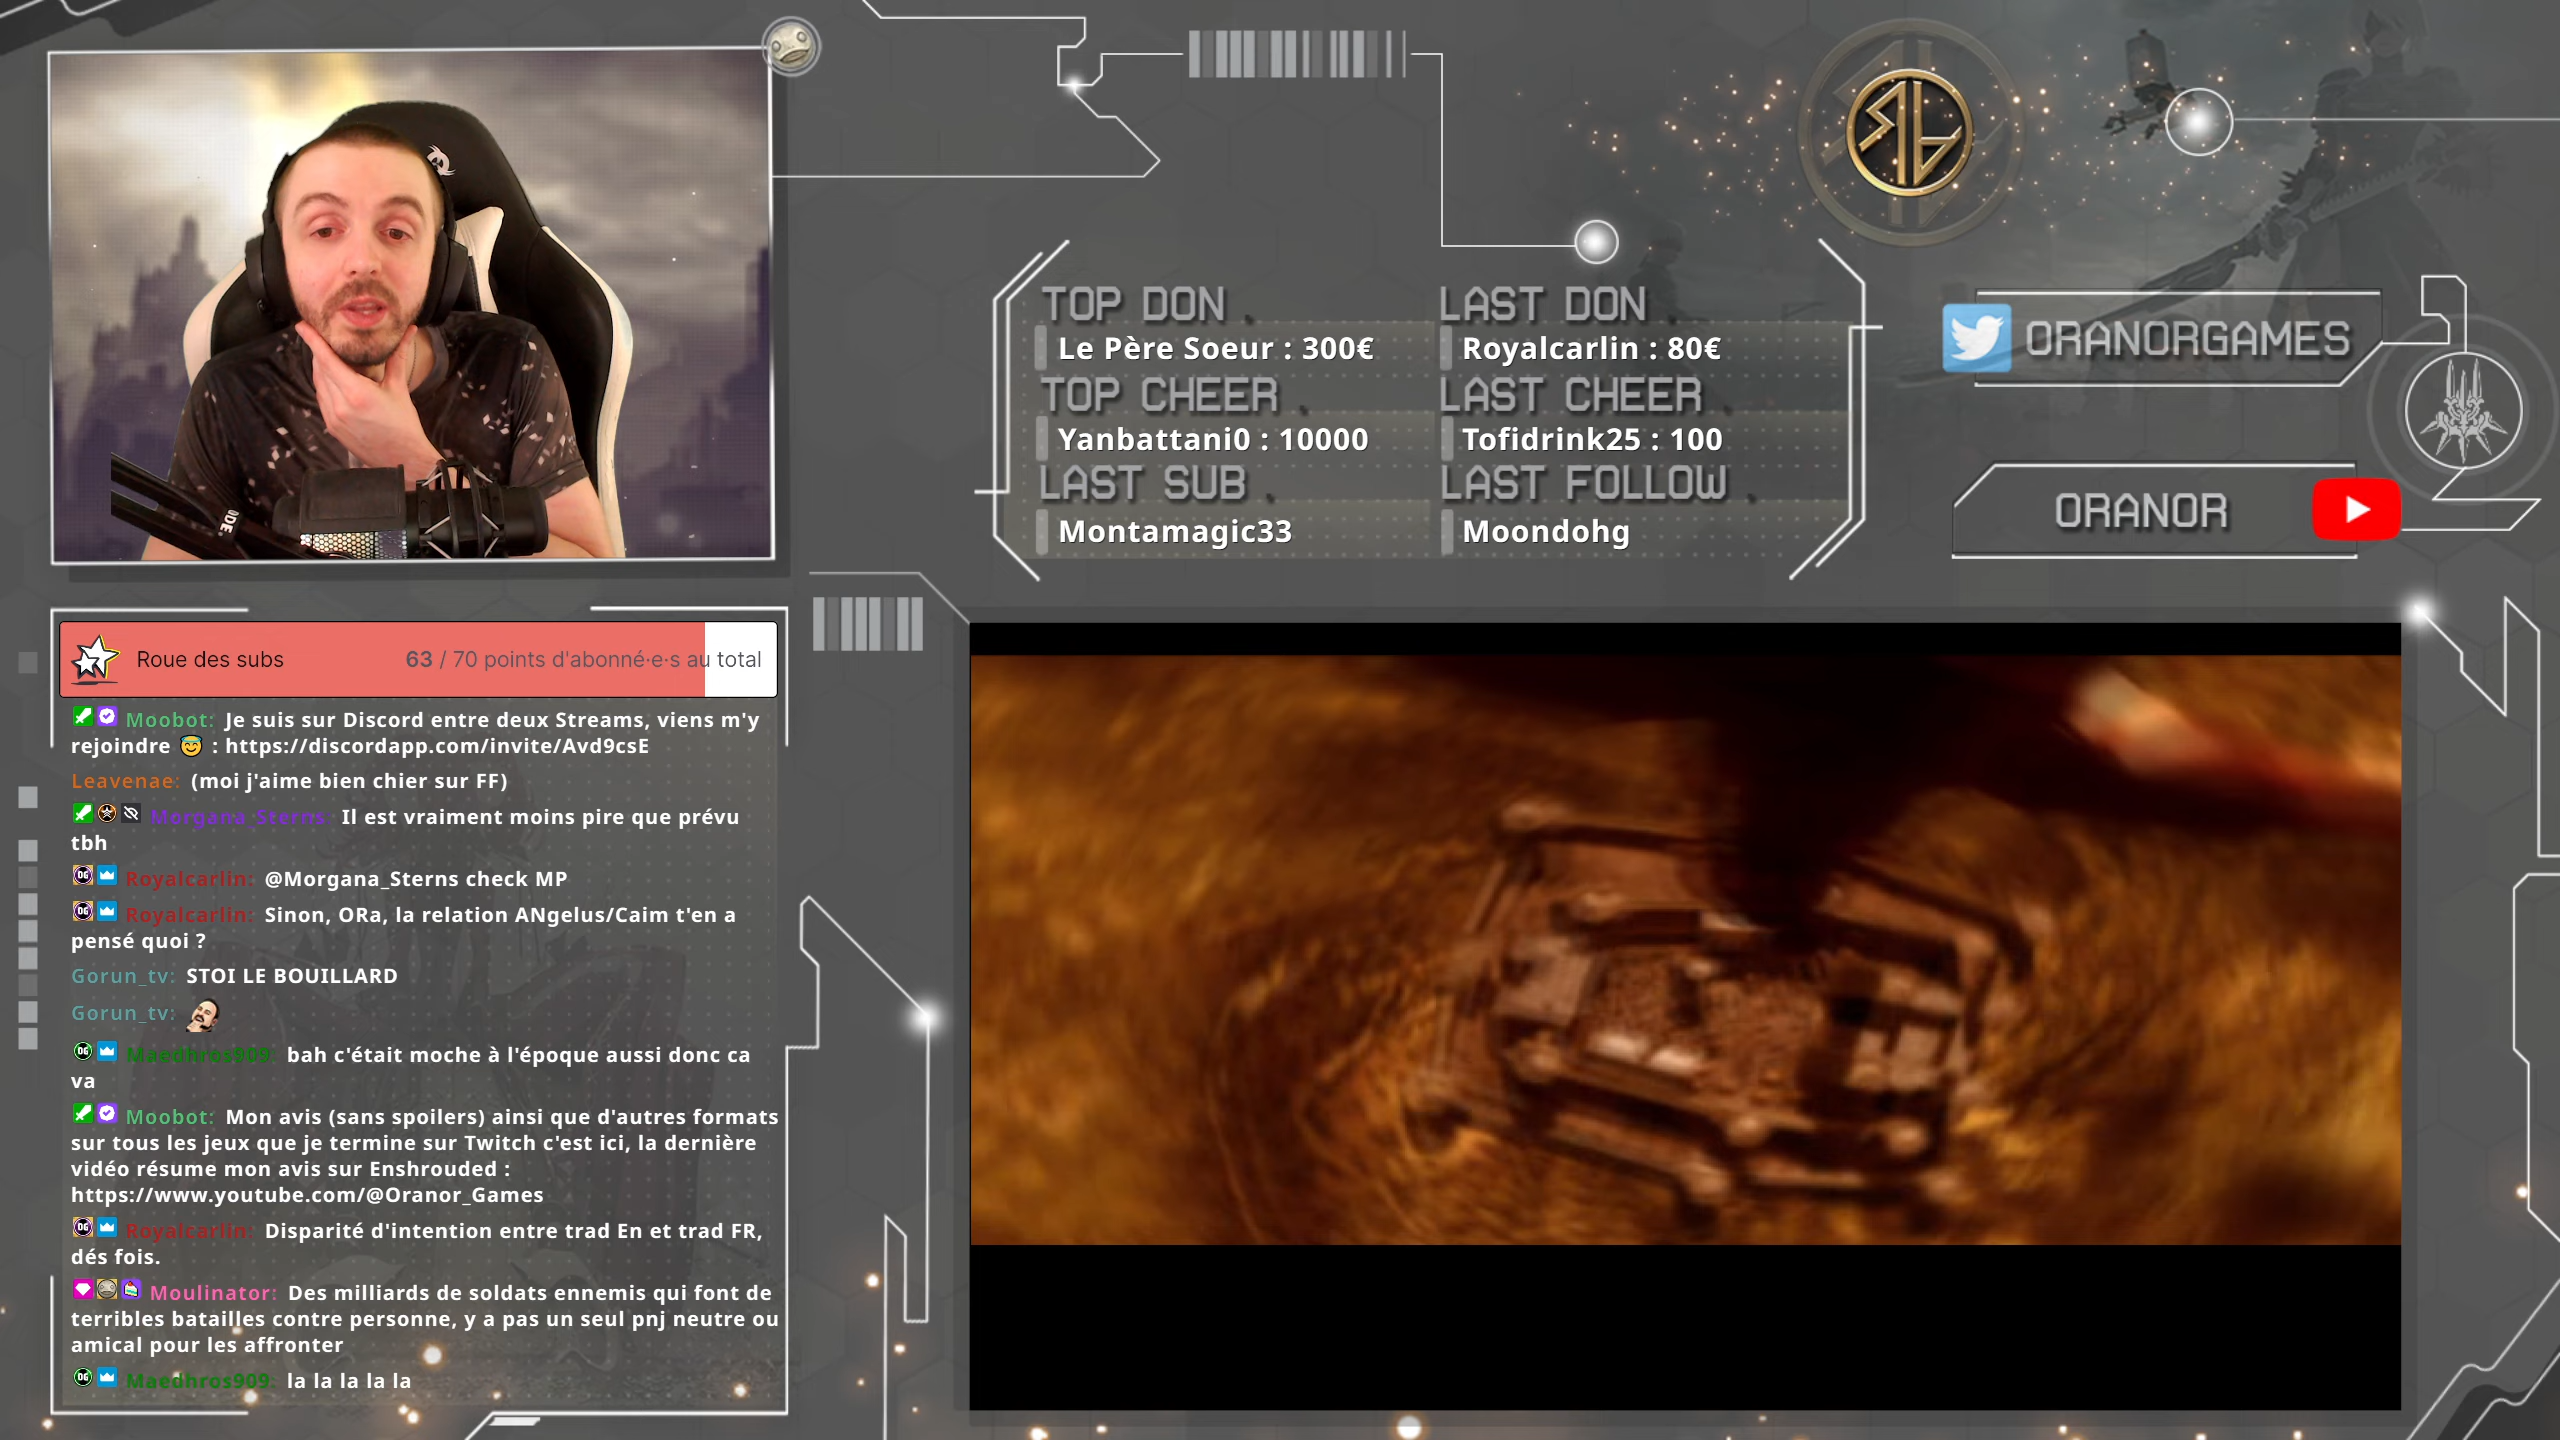 TOP DON
Le Père Soeur : 300€
LAST DON
Royalcarlin : 80€
TOP CHEER
Yanbattani0 : 10000
LAST CHEER
Tofidrink25 : 100
LAST SUB
Montamagic33
LAST FOLLOW
Moondohg
ORANORGAMES
ORANOR
Roue des subs 63 / 70 points d'abonné·e·s au total
Moobot: Je suis sur Discord entre deux Streams, viens m'y
rejoindre 😇 : https://discordapp.com/invite/Avd9csE
Leavenae: (moi j'aime bien chier sur FF)
Morgana_Sterns: Il est vraiment moins pire que prévu
tbh
Royalcarlin: @Morgana_Sterns check MP
Royalcarlin: Sinon, ORa, la relation ANgelus/Caim t'en a
pensé quoi ?
Gorun_tv: STOI LE BOUILLARD
Gorun_tv:
Maedhros909: bah c'était moche à l'époque aussi donc ca
va
Moobot: Mon avis (sans spoilers) ainsi que d'autres formats
sur tous les jeux que je termine sur Twitch c'est ici, la dernière
vidéo résume mon avis sur Enshrouded :
https://www.youtube.com/@Oranor_Games
Royalcarlin: Disparité d'intention entre trad En et trad FR,
dés fois.
Moulinator: Des milliards de soldats ennemis qui font de
terribles batailles contre personne, y a pas un seul pnj neutre ou
amical pour les affronter
Maedhros909: la la la la la